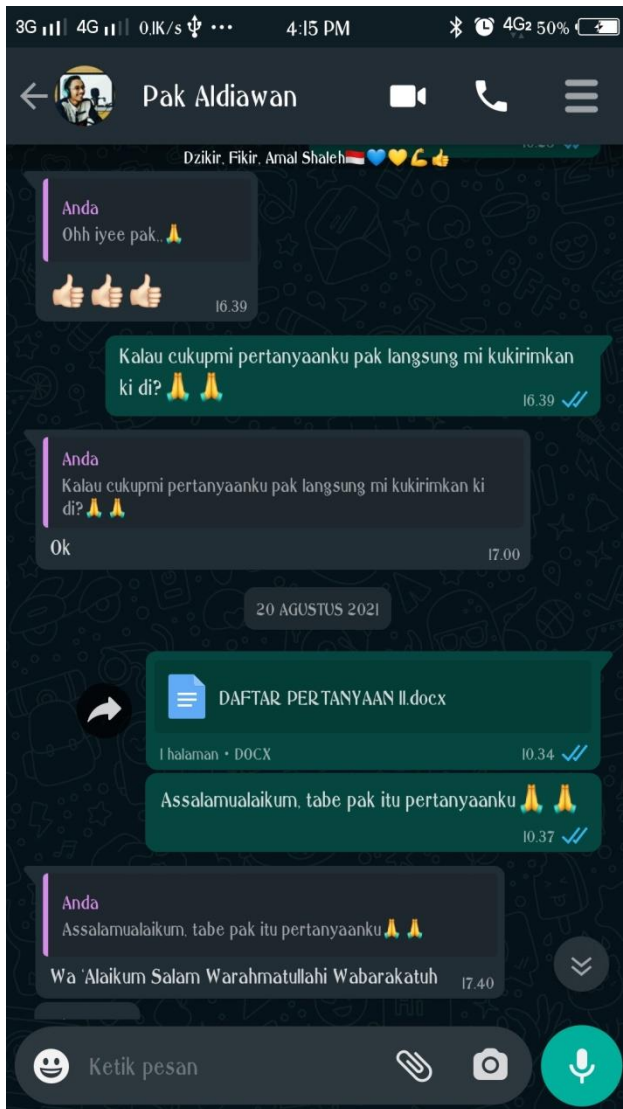 3G 4G 0.1K/s ... 4:15 PM 4G2 50%
Pak Aldiawan
Dzikir, Fikir, Amal Shaleh🇮🇩💙💛💪👍
Anda
Ohh iyee pak..🙏
👍🏻👍🏻👍🏻
16.39
Kalau cukupmi pertanyaanku pak langsung mi kukirimkan
ki di?🙏 🙏
16.39
Anda
Kalau cukupmi pertanyaanku pak langsung mi kukirimkan ki
di?🙏 🙏
Ok
17.00
20 AGUSTUS 2021
DAFTAR PERTANYAAN II.docx
1 halaman • DOCX
10.34
Assalamualaikum, tabe pak itu pertanyaanku🙏 🙏
10.37
Anda
Assalamualaikum, tabe pak itu pertanyaanku🙏 🙏
Wa 'Alaikum Salam Warahmatullahi Wabarakatuh
17.40
Ketik pesan